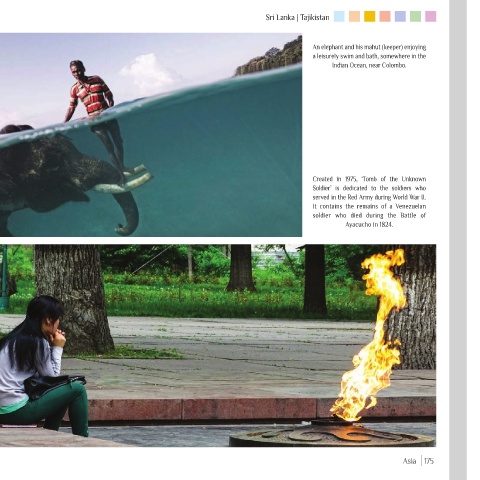 Sri Lanka | Tajikistan
An elephant and his mahut (keeper) enjoying
a leisurely swim and bath, somewhere in the
Indian Ocean, near Colombo.
Created in 1975, 'Tomb of the Unknown
Soldier' is dedicated to the soldiers who
served in the Red Army during World War II.
It contains the remains of a Venezuelan
soldier who died during the Battle of
Ayacucho in 1824.
Asia | 175